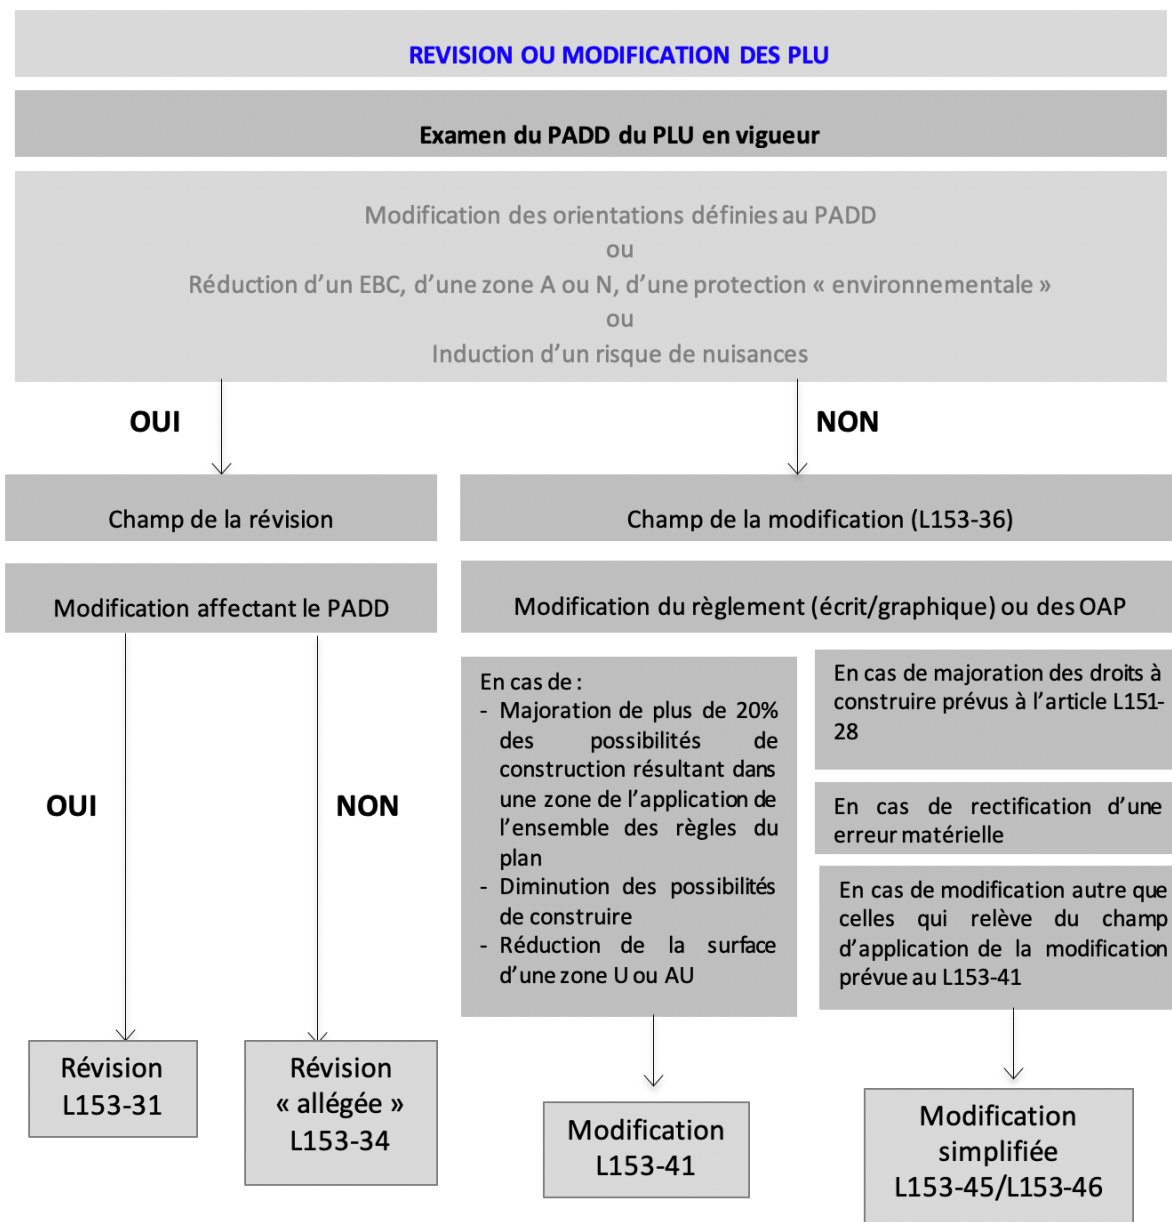 REVISION OU MODIFICATION DES PLU
Examen du PADD du PLU en vigueur
Modification des orientations définies au PADD
ou
Réduction d’un EBC, d’une zone A ou N, d’une protection « environnementale »
ou
Induction d’un risque de nuisances
OUI
NON
Champ de la révision
Champ de la modification (L153-36)
Modification affectant le PADD
Modification du règlement (écrit/graphique) ou des OAP
OUI
NON
En cas de :
- Majoration de plus de 20%
des possibilités de
construction résultant dans
une zone de l’application de
l’ensemble des règles du
plan
- Diminution des possibilités
de construire
- Réduction de la surface
d’une zone U ou AU
En cas de majoration des droits à
construire prévus à l’article L151-
28
En cas de rectification d’une
erreur matérielle
En cas de modification autre que
celles qui relève du champ
d’application de la modification
prévue au L153-41
Révision
L153-31
Révision
« allégée »
L153-34
Modification
L153-41
Modification
simplifiée
L153-45/L153-46